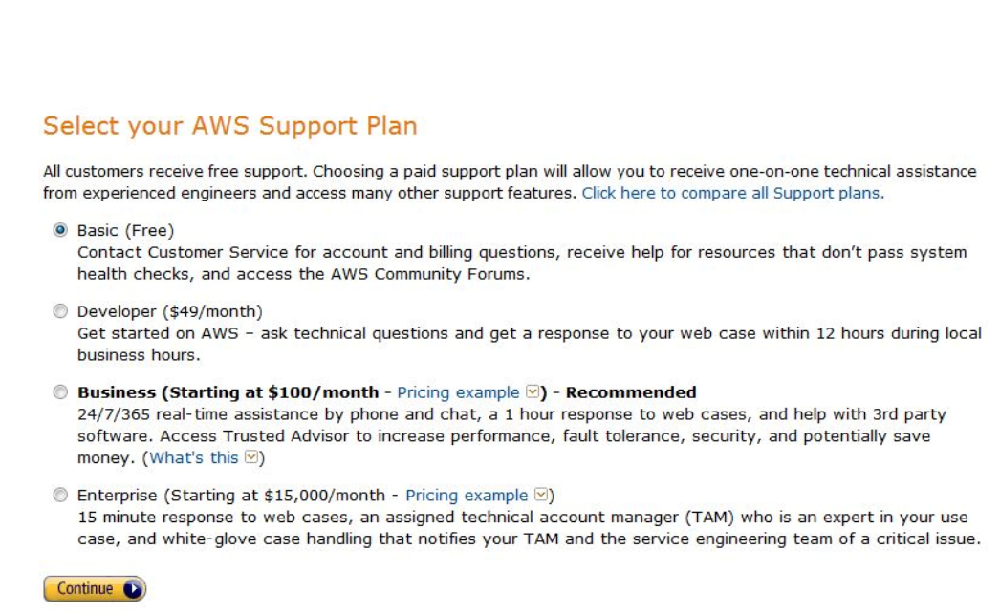 Select your AWS Support Plan
All customers receive free support. Choosing a paid support plan will allow you to receive one-on-one technical assistance
from experienced engineers and access many other support features. Click here to compare all Support plans.
Basic (Free)
Contact Customer Service for account and billing questions, receive help for resources that don’t pass system
health checks, and access the AWS Community Forums.
Developer ($49/month)
Get started on AWS – ask technical questions and get a response to your web case within 12 hours during local
business hours.
Business (Starting at $100/month - Pricing example) - Recommended
24/7/365 real-time assistance by phone and chat, a 1 hour response to web cases, and help with 3rd party
software. Access Trusted Advisor to increase performance, fault tolerance, security, and potentially save
money. (What's this)
Enterprise (Starting at $15,000/month - Pricing example)
15 minute response to web cases, an assigned technical account manager (TAM) who is an expert in your use
case, and white-glove case handling that notifies your TAM and the service engineering team of a critical issue.
Continue